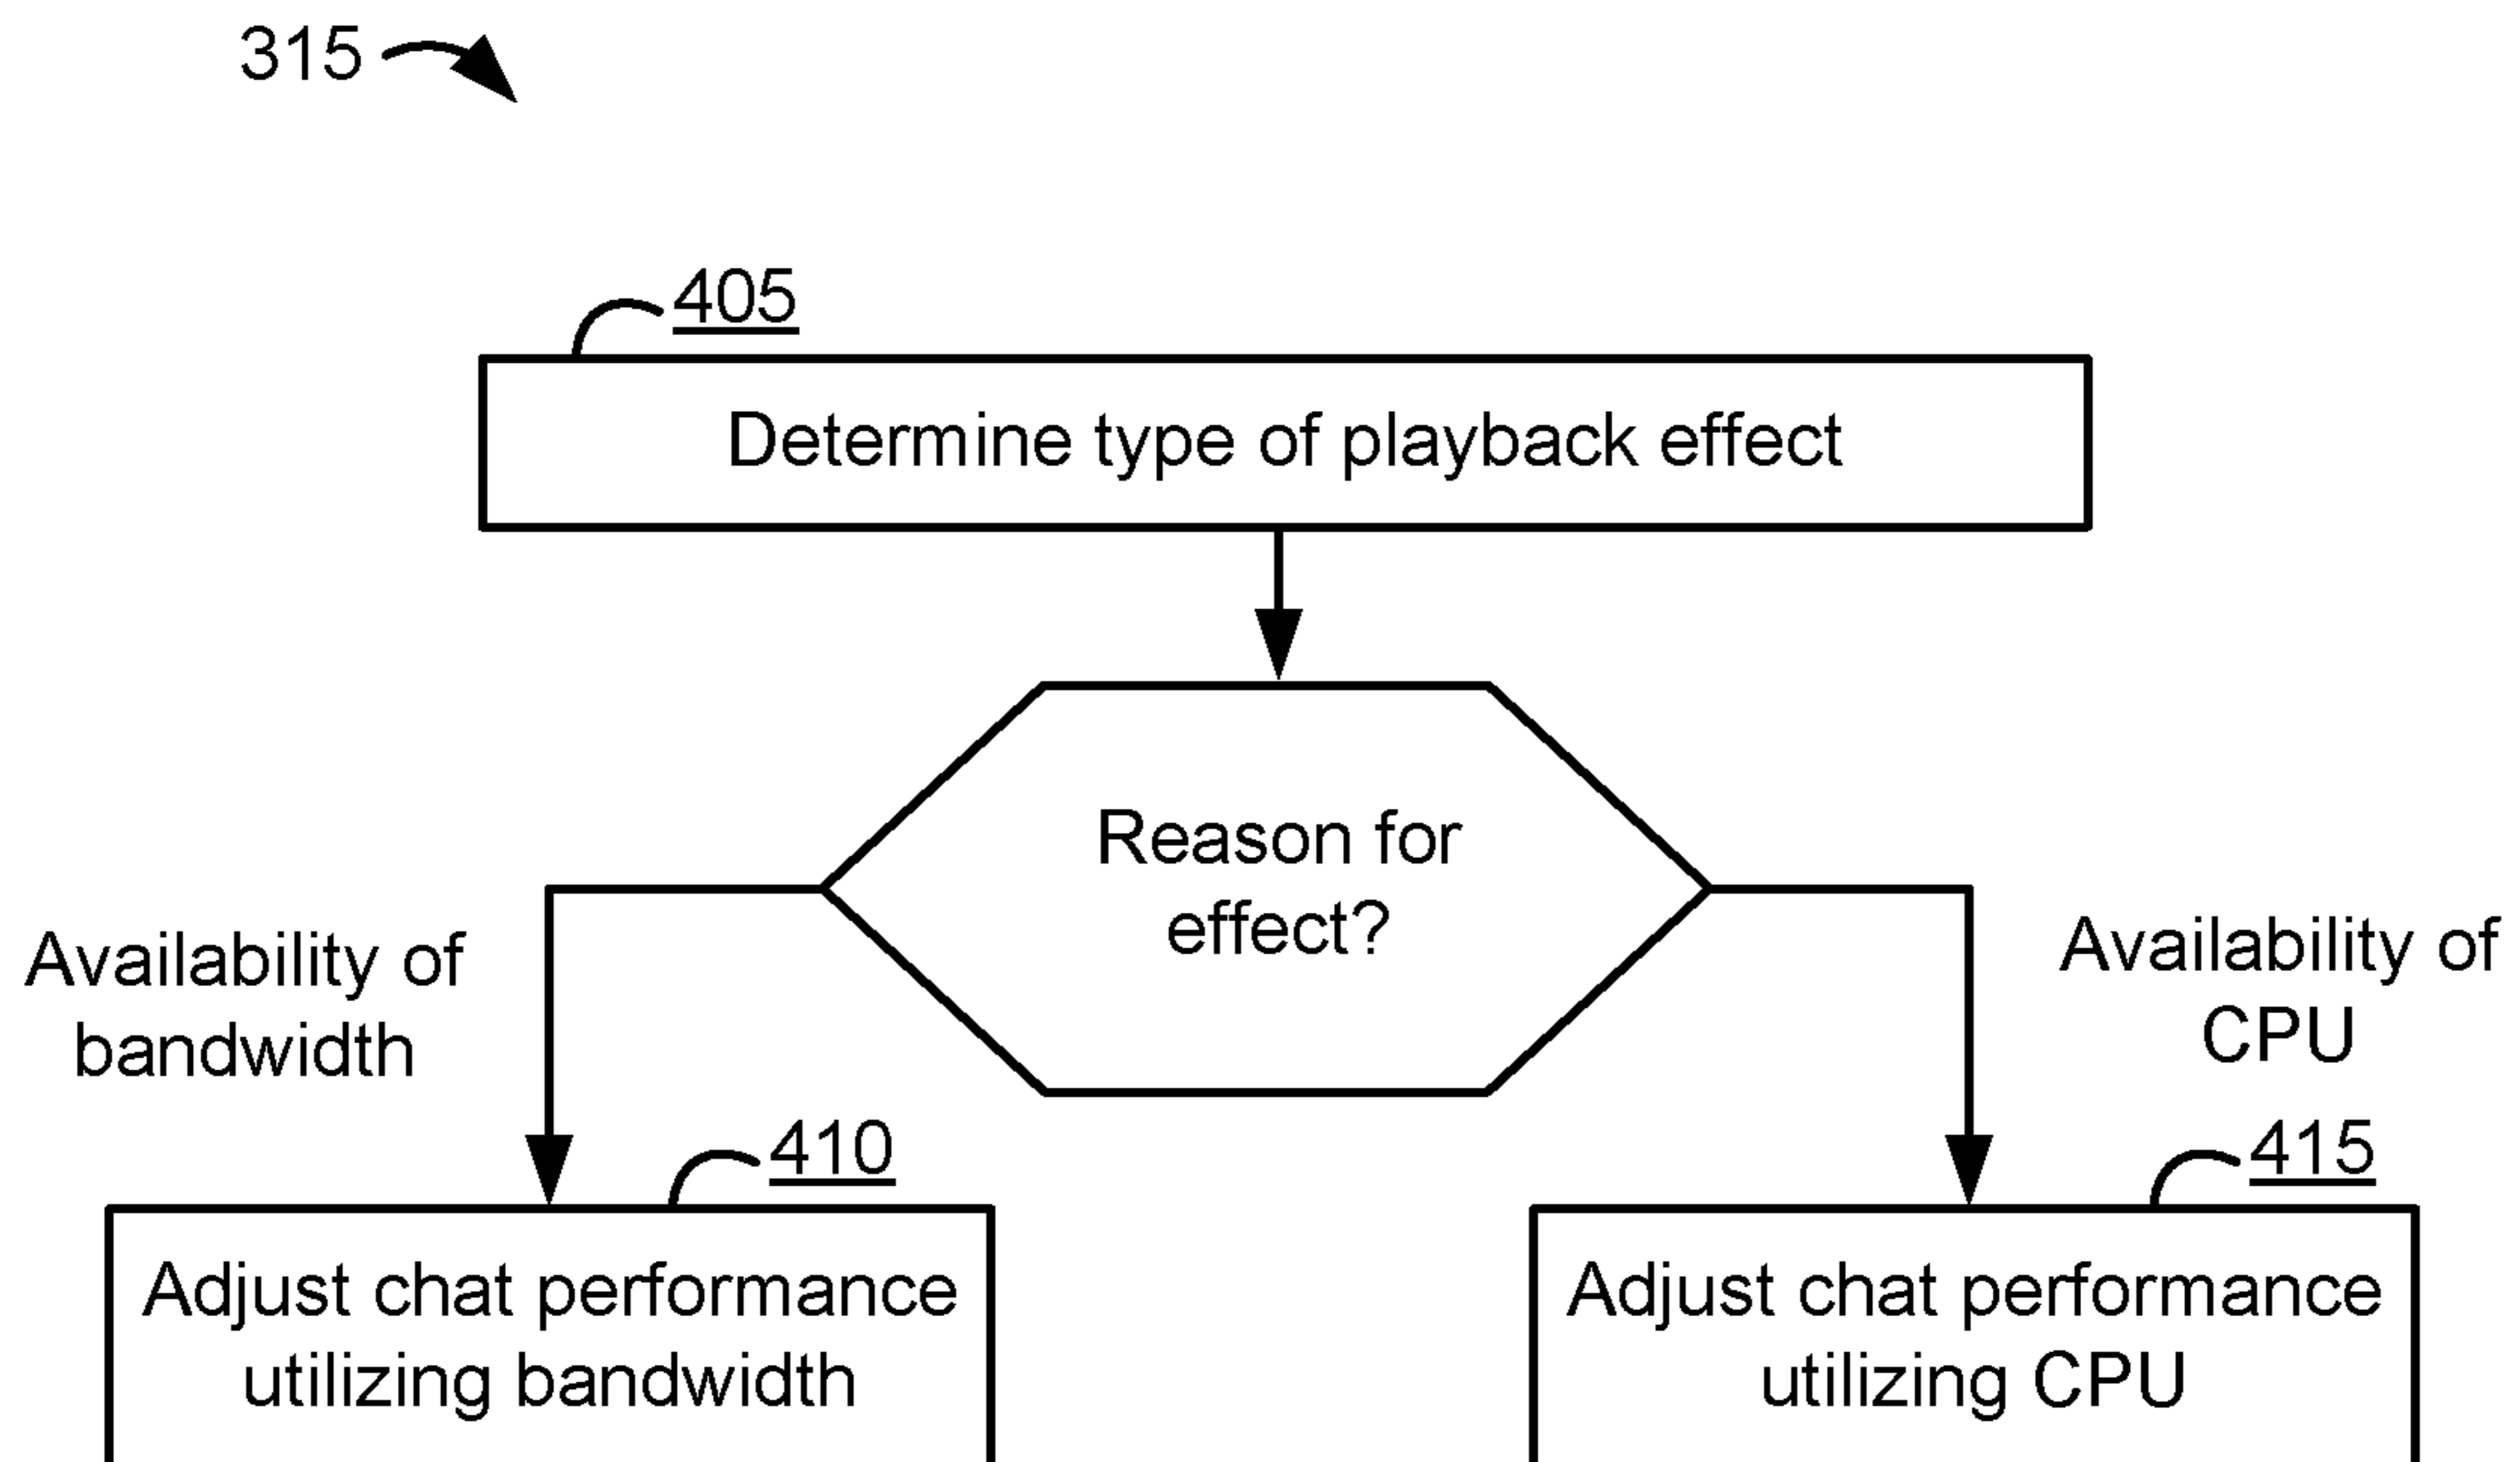 315
405
Determine type of playback effect
Reason for
effect?
Availability of
bandwidth
Availability of
CPU
410
415
Adjust chat performance
utilizing bandwidth
Adjust chat performance
utilizing CPU